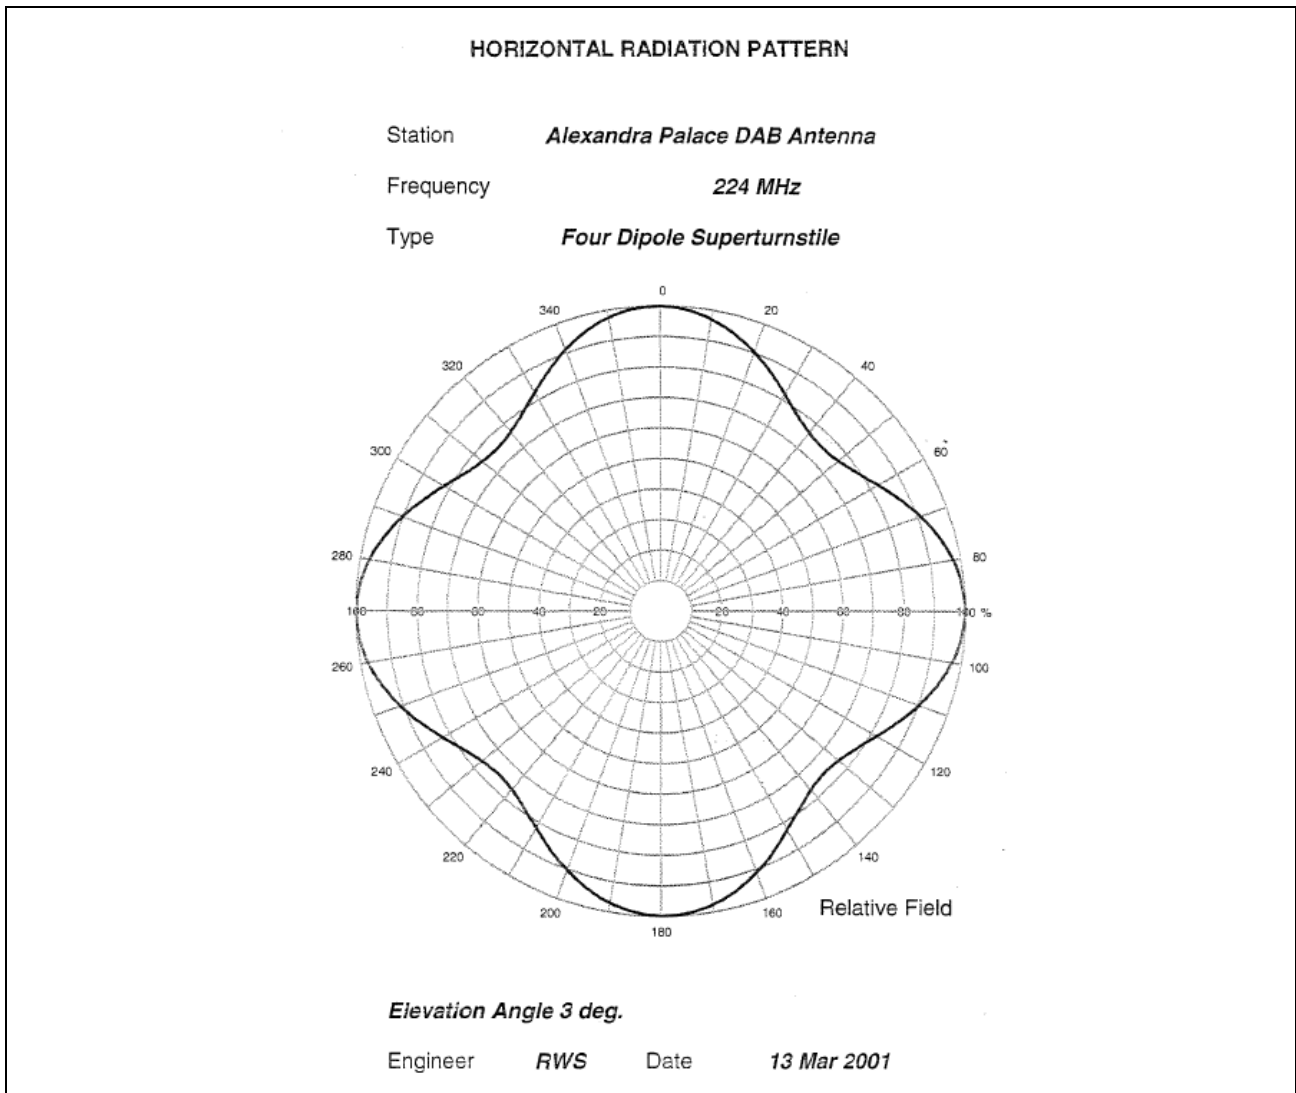 HORIZONTAL RADIATION PATTERN
Station Alexandra Palace DAB Antenna
Frequency 224 MHz
Type Four Dipole Superturnstile
0
340 20
320 40
300 60
280 80
100 80 60 40 20 20 40 60 80 100 %
260 100
240 120
220 140
200 160
Relative Field
180
Elevation Angle 3 deg.
Engineer RWS Date 13 Mar 2001